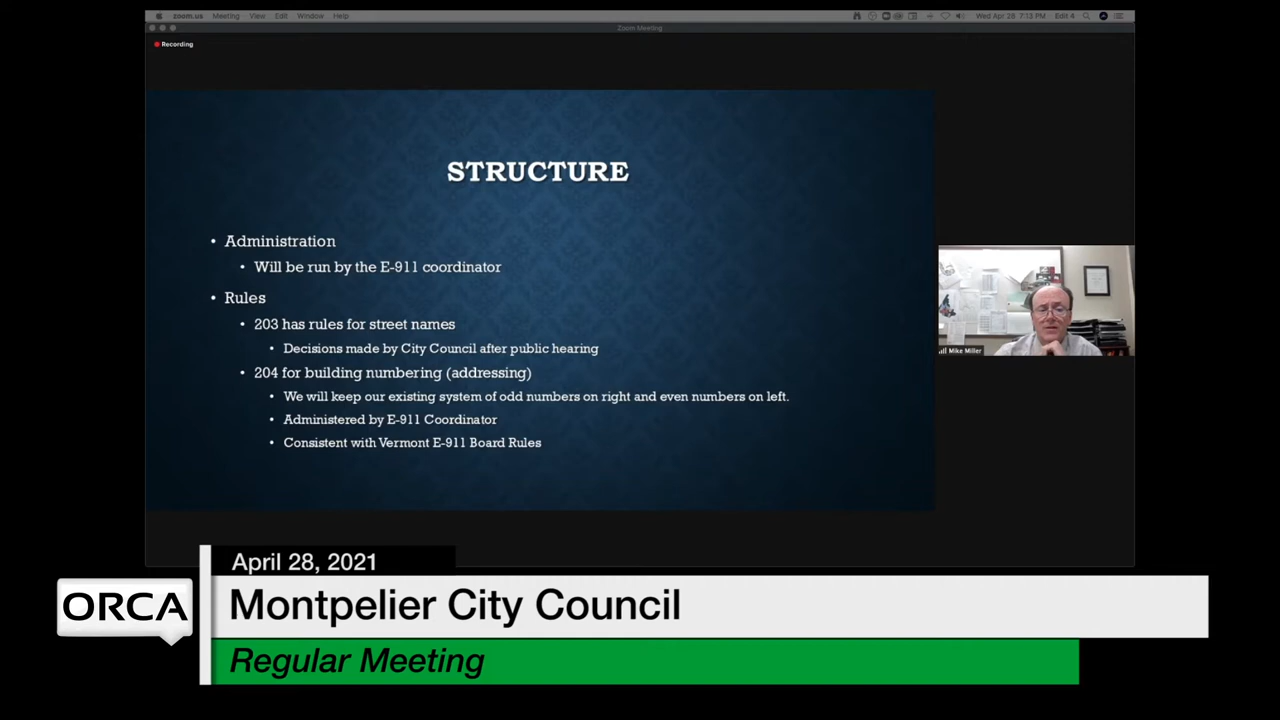 zoom.us Meeting View Edit Window Help
Wed Apr 28 7:13 PM Edit 4
Zoom Meeting
Recording
STRUCTURE
• Administration
• Will be run by the E-911 coordinator
• Rules
• 203 has rules for street names
• Decisions made by City Council after public hearing
• 204 for building numbering (addressing)
• We will keep our existing system of odd numbers on right and even numbers on left.
• Administered by E-911 Coordinator
• Consistent with Vermont E-911 Board Rules
Mike Miller
April 28, 2021
ORCA
Montpelier City Council
Regular Meeting